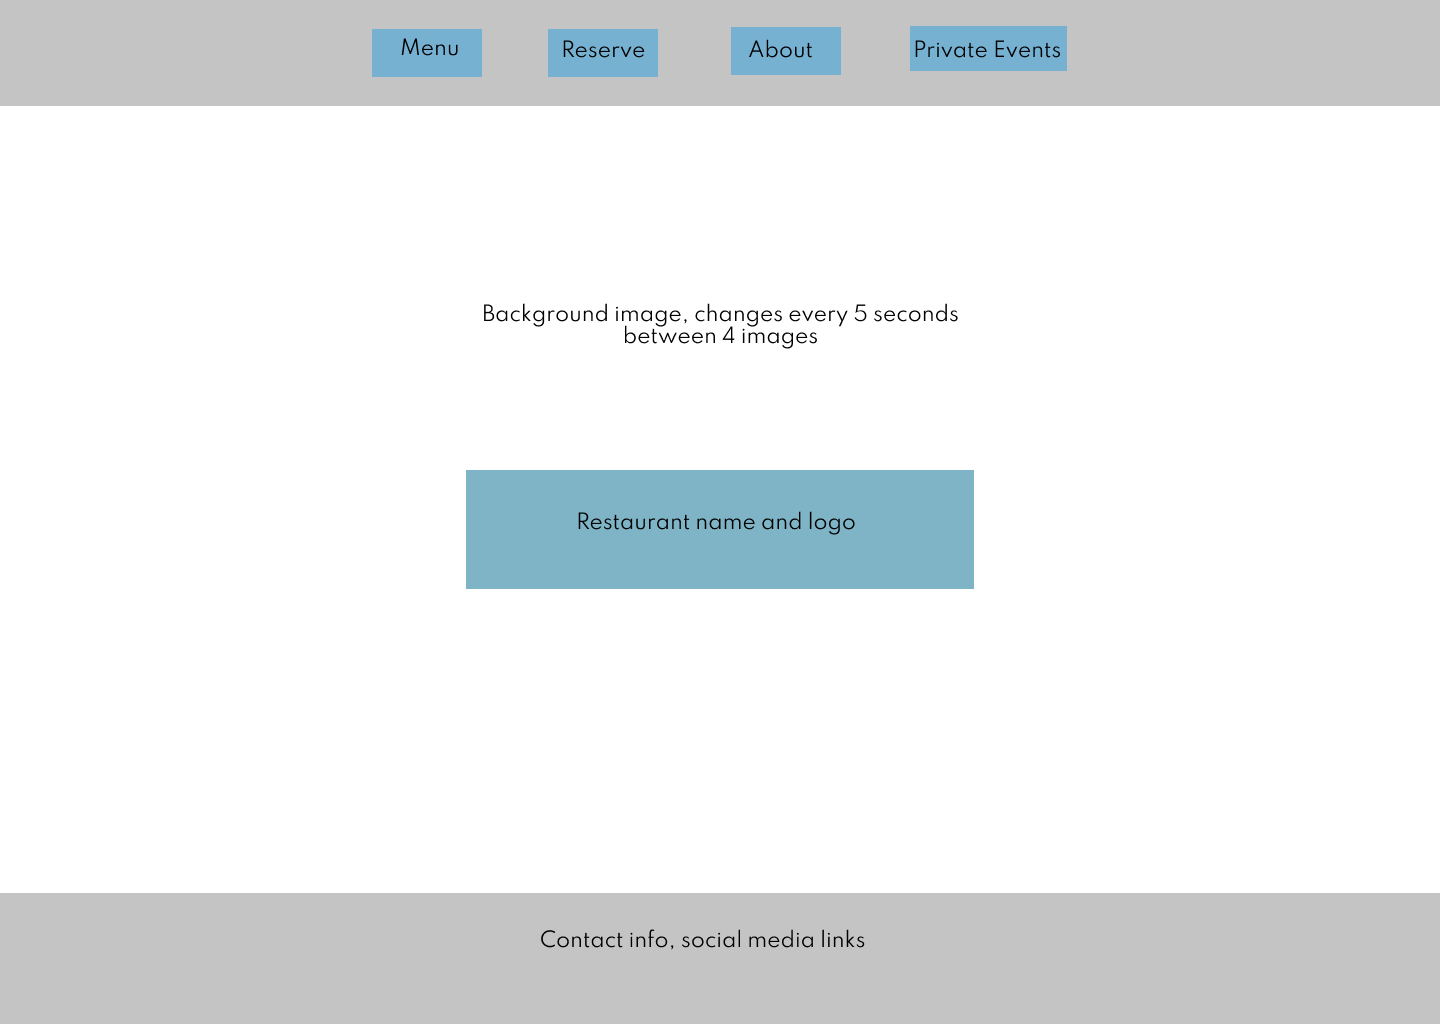 Menu
Reserve
About
Private Events
Background image, changes every 5 seconds
between 4 images
Restaurant name and logo
Contact info, social media links